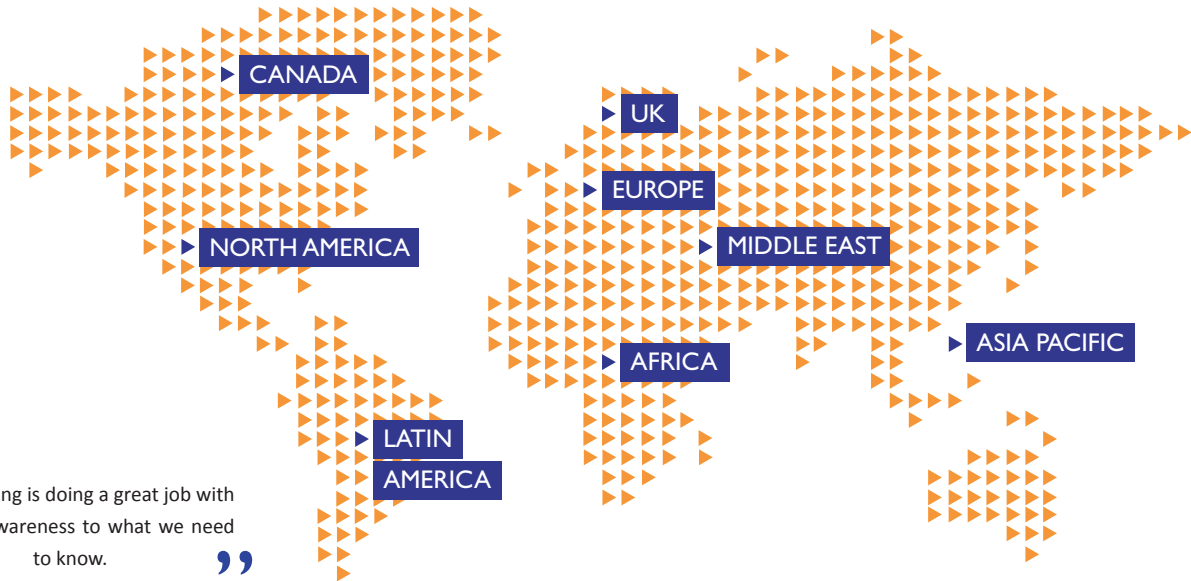 CANADA
UK
EUROPE
NORTH AMERICA
MIDDLE EAST
ASIA PACIFIC
AFRICA
LATIN
AMERICA
is doing a great job with
to what we need
to know.
”